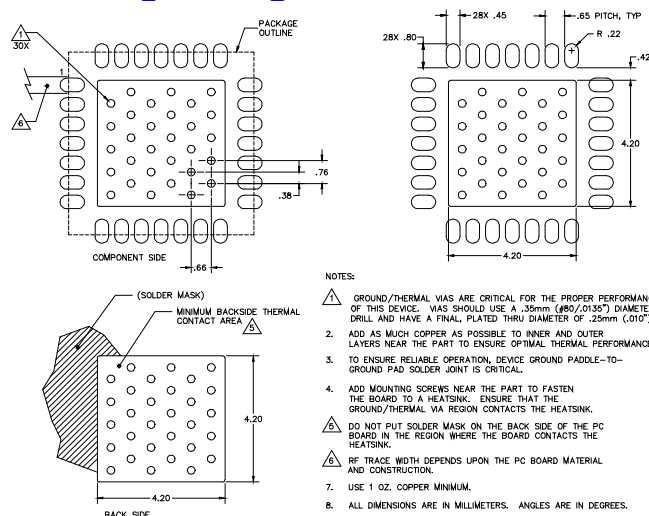 PACKAGE
OUTLINE
1
30X
1
6
.76
.38
.66
COMPONENT SIDE
28X .45
.65 PITCH, TYP
28X .80
R .22
.42
4.20
4.20
(SOLDER MASK)
MINIMUM BACKSIDE THERMAL
CONTACT AREA 5
4.20
4.20
BACK SIDE
NOTES:
1 GROUND/THERMAL VIAS ARE CRITICAL FOR THE PROPER PERFORMAN
OF THIS DEVICE. VIAS SHOULD USE A .35mm (#80/.0135") DIAMETE
DRILL AND HAVE A FINAL, PLATED THRU DIAMETER OF .25mm (.010")
2. ADD AS MUCH COPPER AS POSSIBLE TO INNER AND OUTER
LAYERS NEAR THE PART TO ENSURE OPTIMAL THERMAL PERFORMANCE
3. TO ENSURE RELIABLE OPERATION, DEVICE GROUND PADDLE-TO-
GROUND PAD SOLDER JOINT IS CRITICAL.
4. ADD MOUNTING SCREWS NEAR THE PART TO FASTEN
THE BOARD TO A HEATSINK. ENSURE THAT THE
GROUND/THERMAL VIA REGION CONTACTS THE HEATSINK.
5 DO NOT PUT SOLDER MASK ON THE BACK SIDE OF THE PC
BOARD IN THE REGION WHERE THE BOARD CONTACTS THE
HEATSINK.
6 RF TRACE WIDTH DEPENDS UPON THE PC BOARD MATERIAL
AND CONSTRUCTION.
7. USE 1 OZ. COPPER MINIMUM.
8. ALL DIMENSIONS ARE IN MILLIMETERS. ANGLES ARE IN DEGREES.